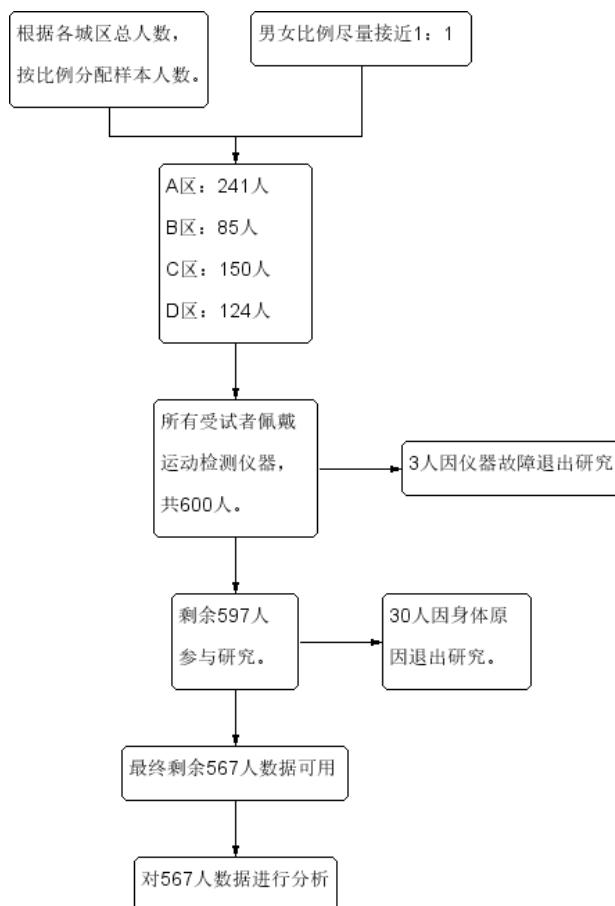 根据各城区总人数，
按比例分配样本人数。
男女比例尽量接近1：1
A区：241人
B区：85人
C区：150人
D区：124人
所有受试者佩戴
运动检测仪器，
共600人。
3人因仪器故障退出研究
剩余597人
参与研究。
30人因身体原
因退出研究。
最终剩余567人数据可用
对567人数据进行分析